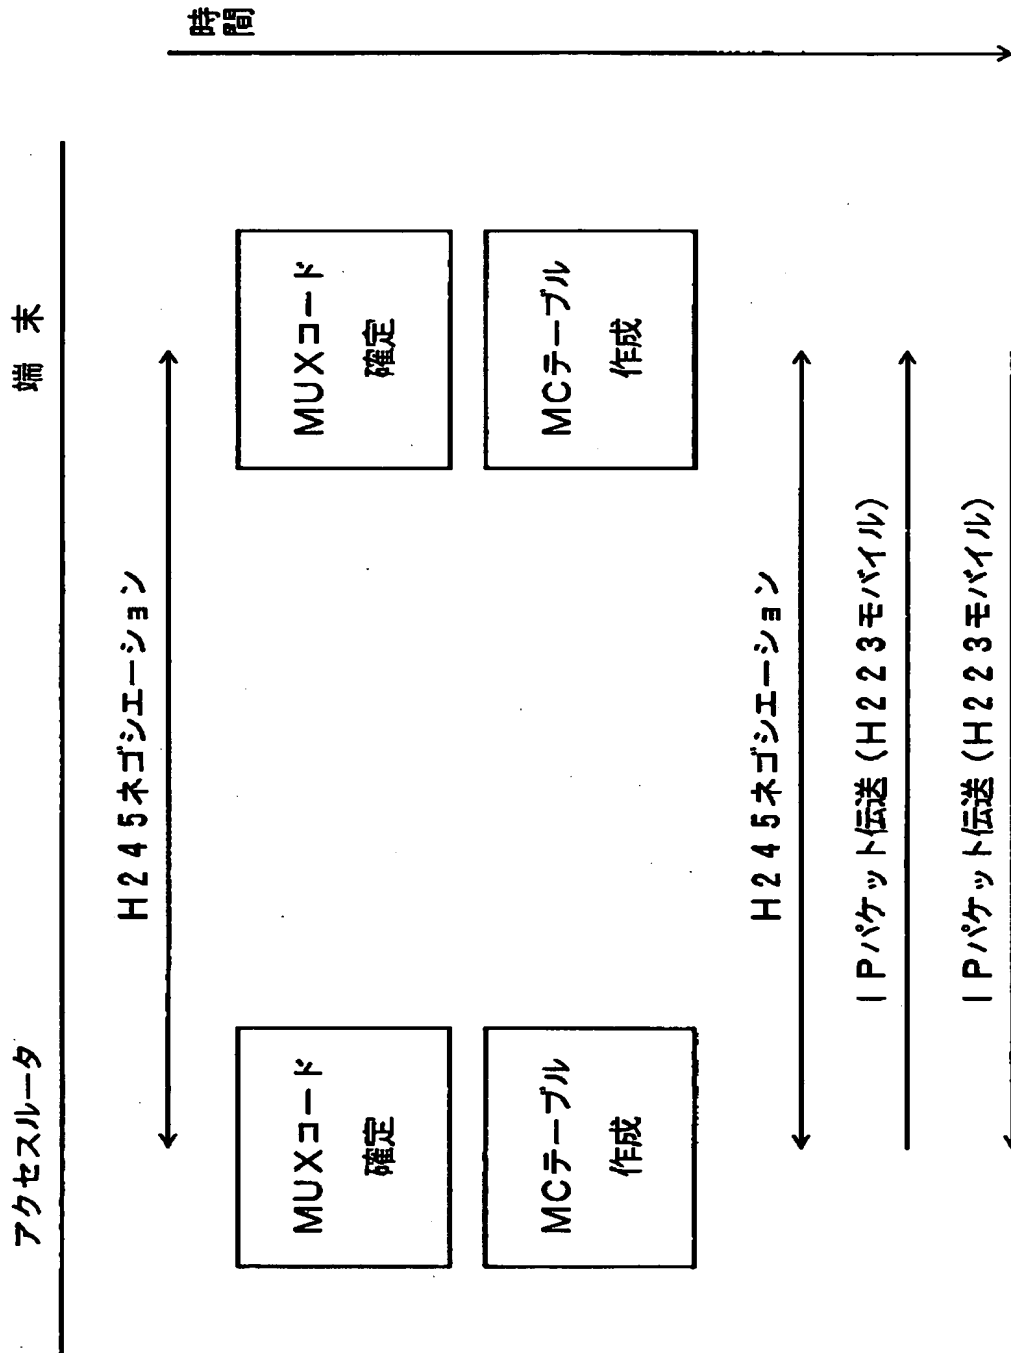 アクセスルータ
端末
時間
H245ネゴシエーション
MUXコード
確定
MUXコード
確定
MCテーブル
作成
MCテーブル
作成
H245ネゴシエーション
IPパケット伝送(H223モバイル)
IPパケット伝送(H223モバイル)